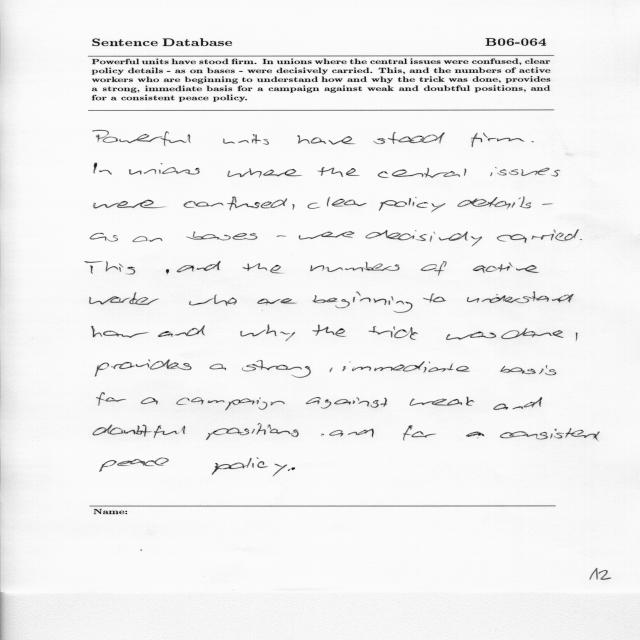 Sentence Database B06-064
Powerful units have stood firm. In unions where the central issues were confused, clear
policy details - as on bases - were decisively carried. This, and the numbers of active
workers who are beginning to understand how and why the trick was done, provides
a strong, immediate basis for a campaign against weak and doubtful positions, and
for a consistent peace policy.
Powerful units have stood firm.
In unions where the central issues
were confused, clear policy details -
as on bases - were decisively carried.
This , and the numbers of active
worker who are beginning to understand
how and why the trick was done,
provides a strong , immediate basis
for a campaign against weak and
doubtful positions , and for a consistent
peace policy.
Name:
12